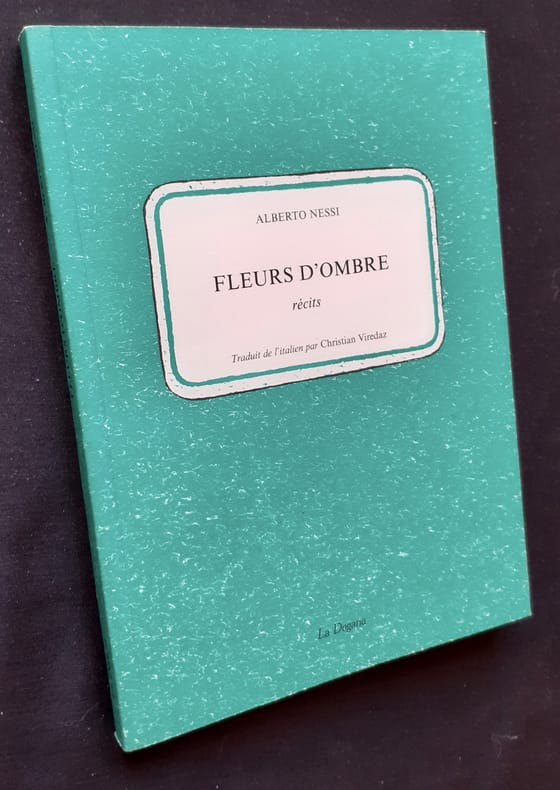 ALBERTO NESSI
FLEURS D'OMBRE
récits
Traduit de l'italien par Christian Viredaz
La Dogana